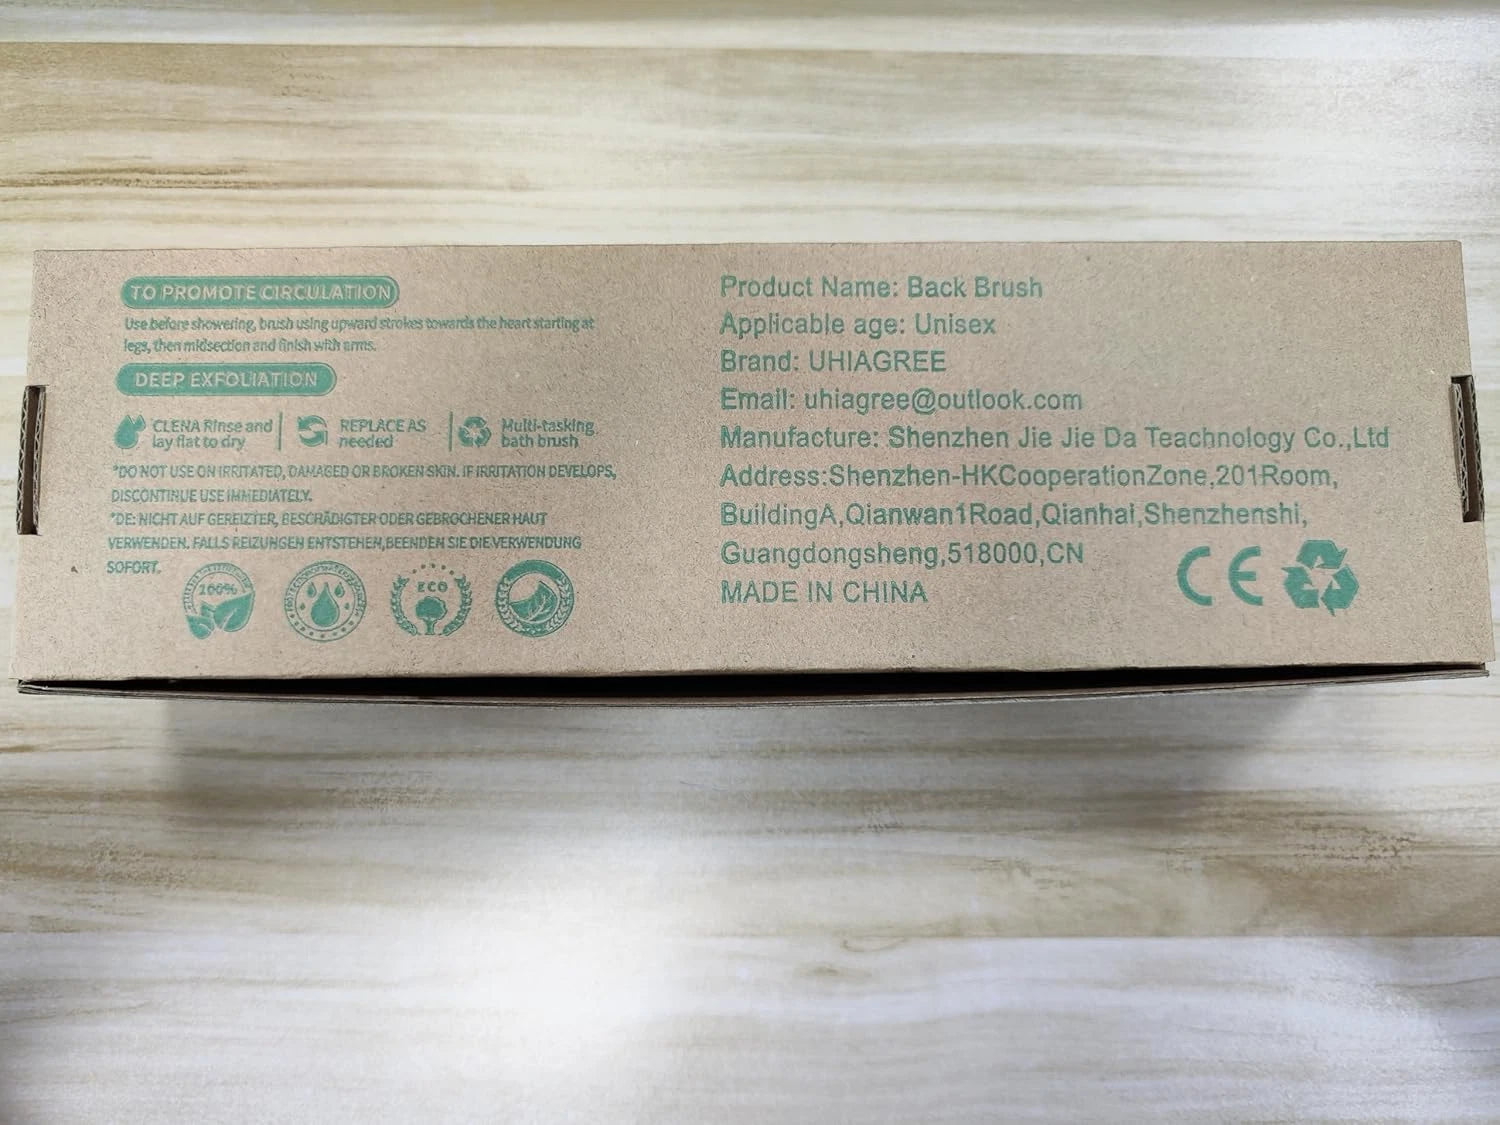 TO PROMOTE CIRCULATION
Use before showering, brush using upward strokes towards the heart starting at
legs, then midsection and finish with arms.
DEEP EXFOLIATION
CLENA Rinse and
lay flat to dry
REPLACE AS
needed
Multi-tasking
bath brush
*DO NOT USE ON IRRITATED, DAMAGED OR BROKEN SKIN. IF IRRITATION DEVELOPS,
DISCONTINUE USE IMMEDIATELY.
*DE: NICHT AUF GEREIZTER, BESCHÄDIGTER ODER GEBROCHENER HAUT
VERWENDEN. FALLS REIZUNGEN ENTSTEHEN,BEENDEN SIE DIE VERWENDUNG
SOFORT.
100%
ECO
Product Name: Back Brush
Applicable age: Unisex
Brand: UHIAGREE
Email: uhiagree@outlook.com
Manufacture: Shenzhen Jie Jie Da Teachnology Co.,Ltd
Address:Shenzhen-HKCooperationZone,201Room,
BuildingA,Qianwan1Road,Qianhai,Shenzhenshi,
Guangdongsheng,518000,CN
MADE IN CHINA
CE